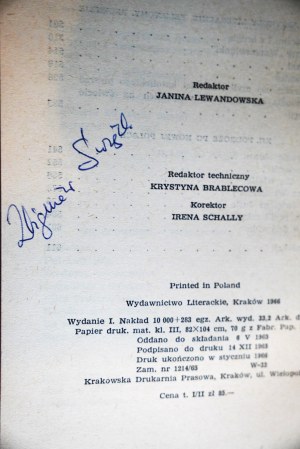 Redaktor
JANINA LEWANDOWSKA
Zbigniew
Redaktor techniczny
KRYSTYNA BRABLECOWA
Korektor
IRENA SCHALLY
Printed in Poland
Wydawnictwo Literackie, Kraków 1966
Wydanie I. Nakład 10 000+283 egz. Ark. wyd. 32,2 Ark. d
Papier druk. mat. kl. III, 82×104 cm, 70 g z Fabr. Pap.
Oddano do składania 8 V 1965
Podpisano do druku 14 XII 1965
Druk ukończono w styczniu 1966
Zam. nr 1214/65 W-22
Krakowska Drukarnia Prasowa, Kraków, ul. Wielopol
Cena t. I/II zł 85.—